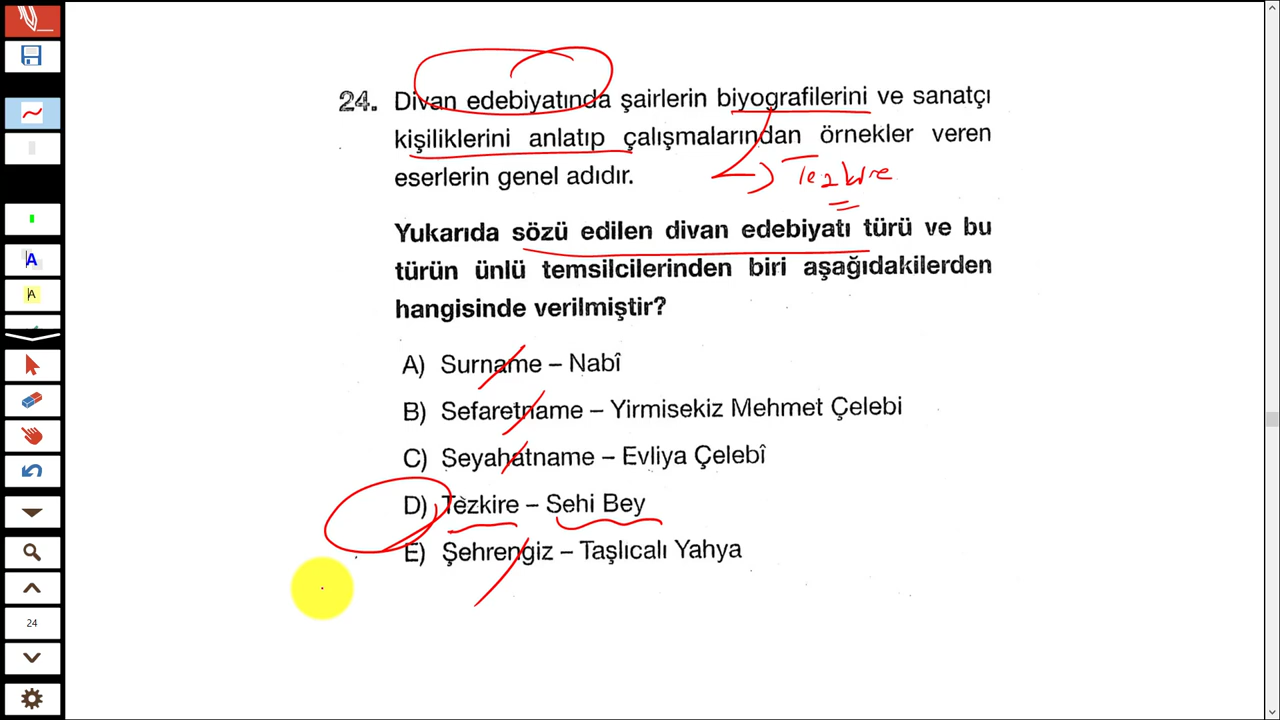 24. Divan edebiyatında şairlerin biyografilerini ve sanatçı
kişiliklerini anlatıp çalışmalarından örnekler veren
eserlerin genel adıdır.
Tezkire
Yukarıda sözü edilen divan edebiyatı türü ve bu
türün ünlü temsilcilerinden biri aşağıdakilerden
hangisinde verilmiştir?
A) Surname – Nabî
B) Sefaretname – Yirmisekiz Mehmet Çelebi
C) Seyahatname – Evliya Çelebî
D) Tezkire – Sehi Bey
E) Şehrengiz – Taşlıcalı Yahya
A
A
24